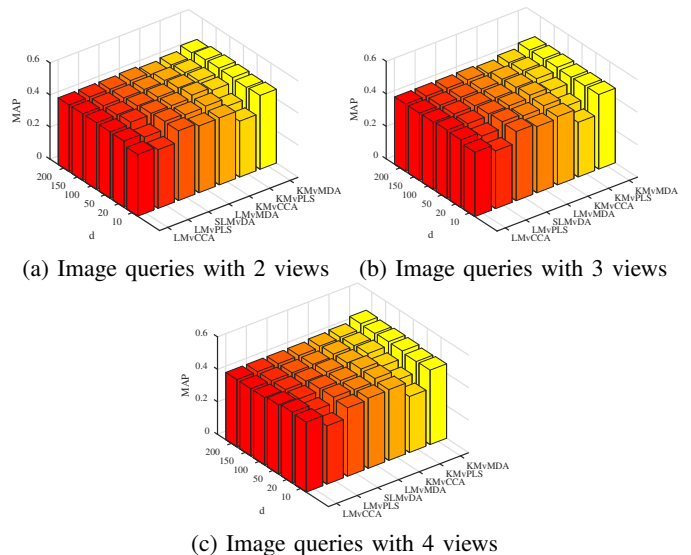 0.6
0.4
0.2
0
MAP
200
150
100
50
20
10
d
LMvCCA
LMvPLS
SLMvDA
LMvMDA
KMvCCA
KMvPLS
KMvMDA
(a) Image queries with 2 views
0.6
0.4
0.2
0
MAP
200
150
100
50
20
10
d
LMvCCA
LMvPLS
SLMvDA
LMvMDA
KMvCCA
KMvPLS
KMvMDA
(b) Image queries with 3 views
0.6
0.4
0.2
0
MAP
200
150
100
50
20
10
d
LMvCCA
LMvPLS
SLMvDA
LMvMDA
KMvCCA
KMvPLS
KMvMDA
(c) Image queries with 4 views